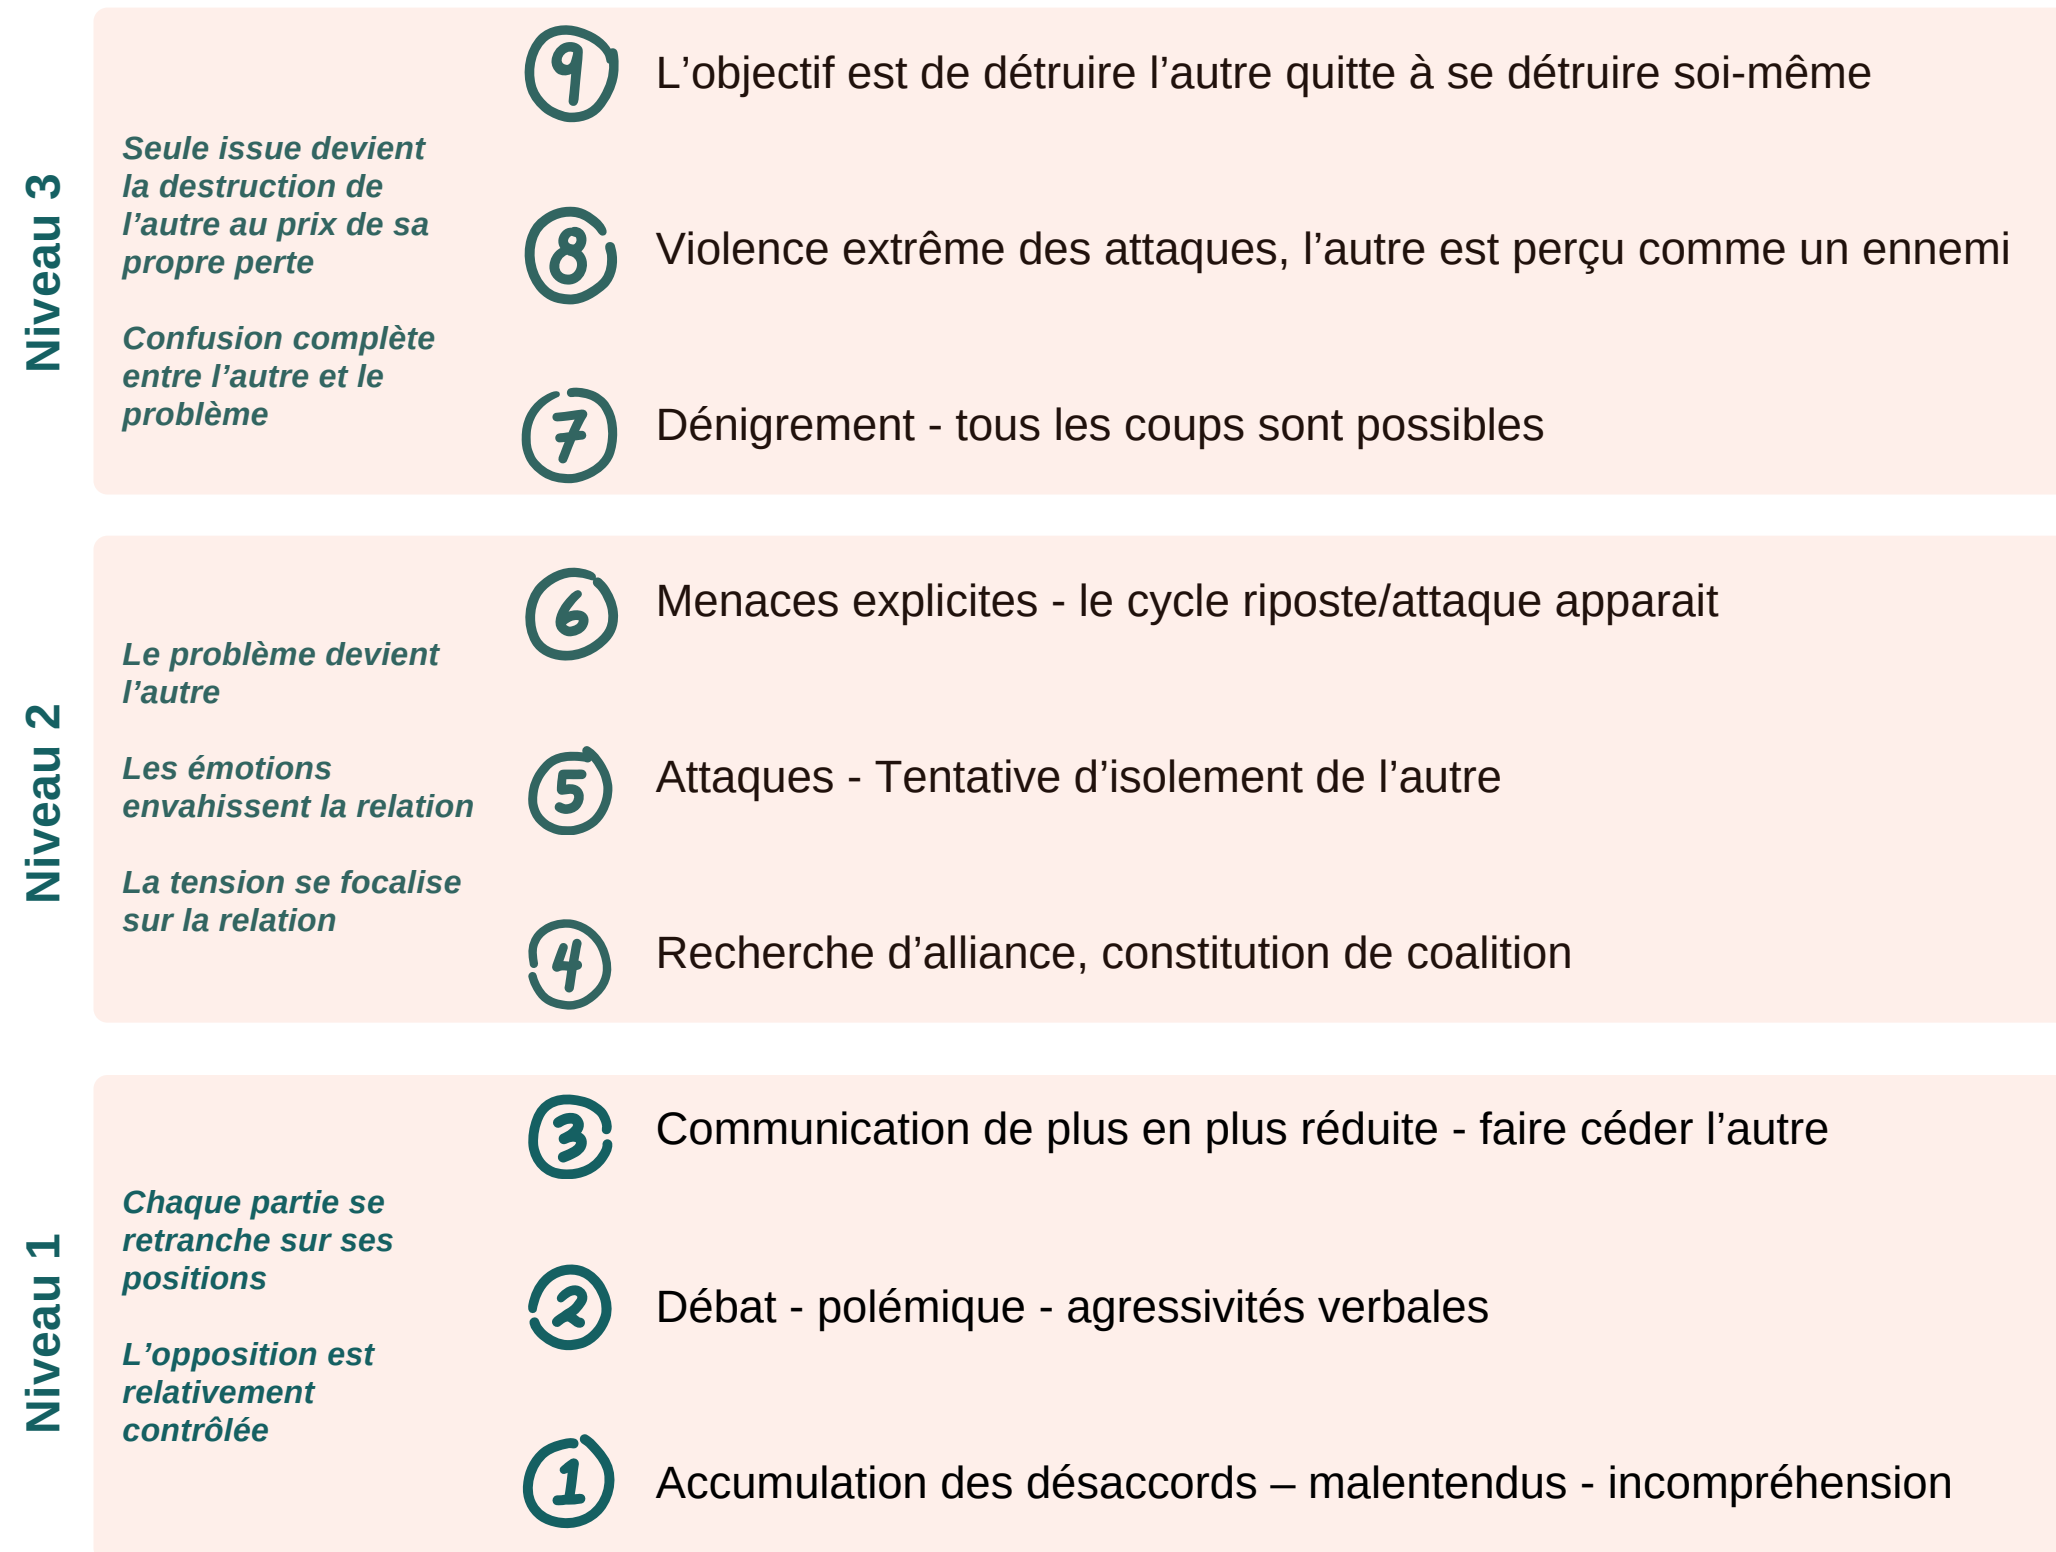 Niveau 3
Seule issue devient
la destruction de
l’autre au prix de sa
propre perte
Confusion complète
entre l’autre et le
problème
9 L’objectif est de détruire l’autre quitte à se détruire soi-même
8 Violence extrême des attaques, l’autre est perçu comme un ennemi
7 Dénigrement - tous les coups sont possibles
Niveau 2
Le problème devient
l’autre
Les émotions
envahissent la relation
La tension se focalise
sur la relation
6 Menaces explicites - le cycle riposte/attaque apparait
5 Attaques - Tentative d’isolement de l’autre
4 Recherche d’alliance, constitution de coalition
Niveau 1
Chaque partie se
retranche sur ses
positions
L’opposition est
relativement
contrôlée
3 Communication de plus en plus réduite - faire céder l’autre
2 Débat - polémique - agressivités verbales
1 Accumulation des désaccords – malentendus - incompréhension